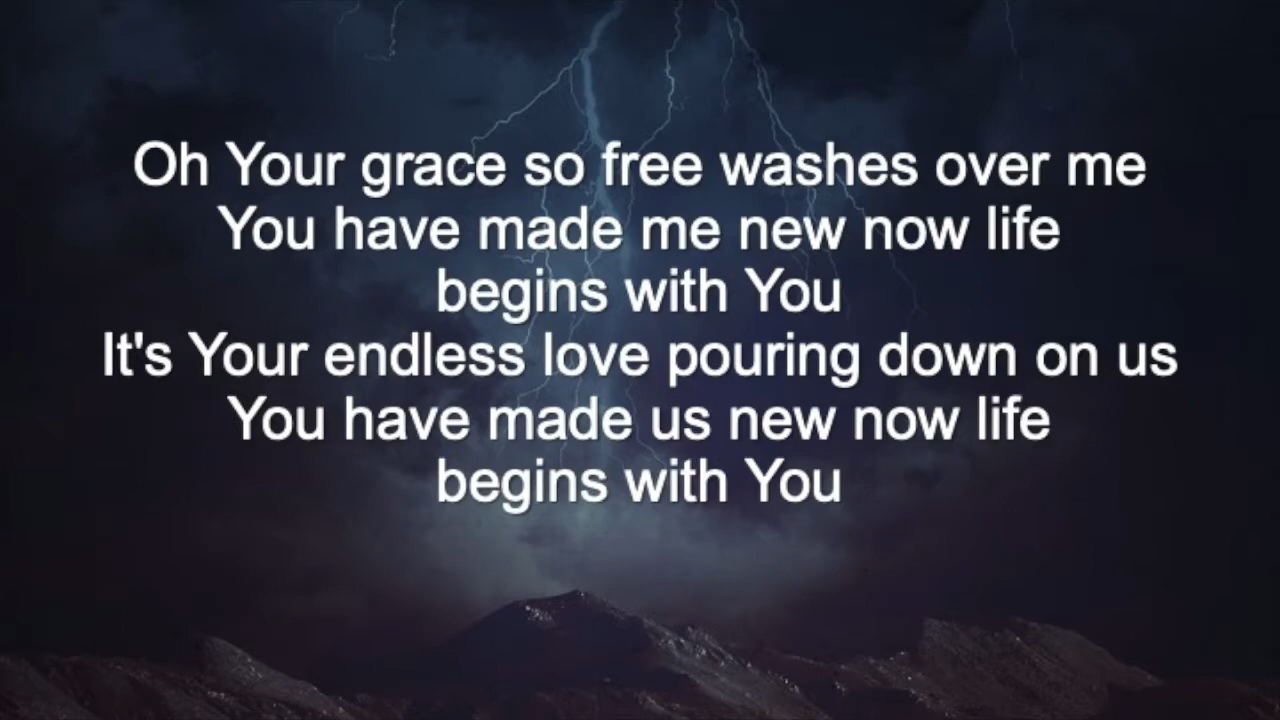 Oh Your grace so free washes over me
You have made me new now life
begins with You
It's Your endless love pouring down on us
You have made us new now life
begins with You